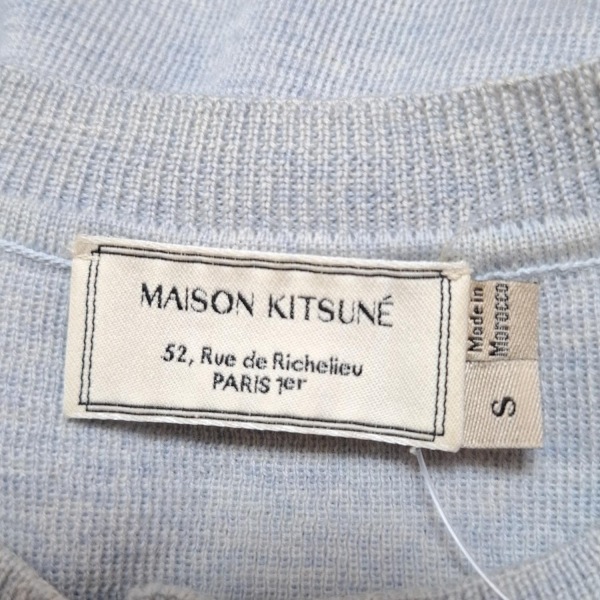 MAISON KITSUNÉ
52, Rue de Richelieu
PARIS 1er
Made in
Morocco
S